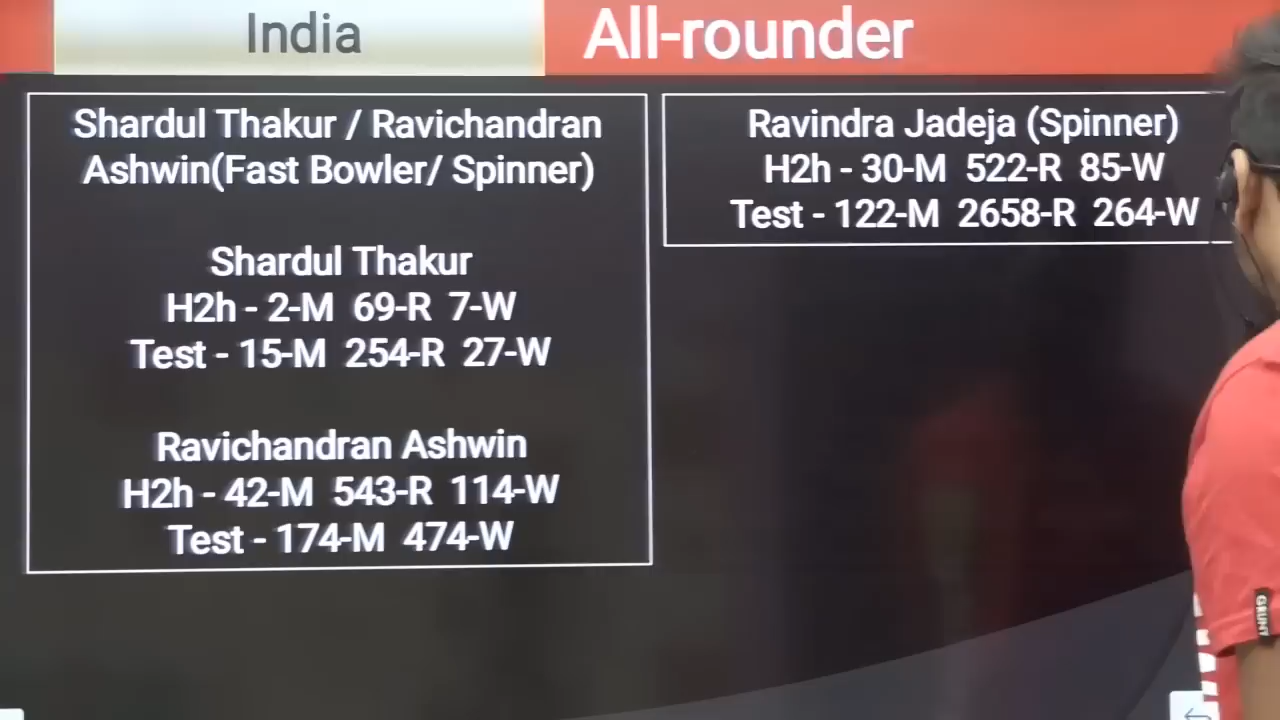 India
All-rounder
Shardul Thakur / Ravichandran
Ashwin(Fast Bowler/ Spinner)
Shardul Thakur
H2h - 2-M 69-R 7-W
Test - 15-M 254-R 27-W
Ravichandran Ashwin
H2h - 42-M 543-R 114-W
Test - 174-M 474-W
Ravindra Jadeja (Spinner)
H2h - 30-M 522-R 85-W
Test - 122-M 2658-R 264-W
GRUNT